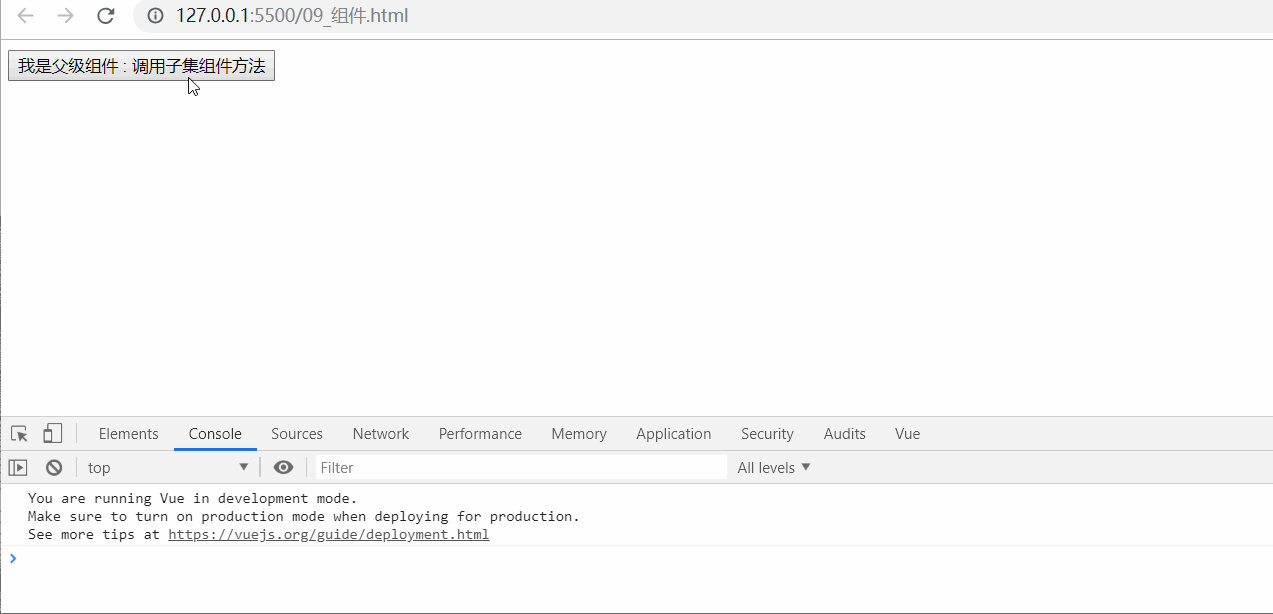 127.0.0.1:5500/09_组件.html
我是父级组件 : 调用子集组件方法
Elements Console Sources Network Performance Memory Application Security Audits Vue
top Filter All levels
You are running Vue in development mode.
Make sure to turn on production mode when deploying for production.
See more tips at https://vuejs.org/guide/deployment.html